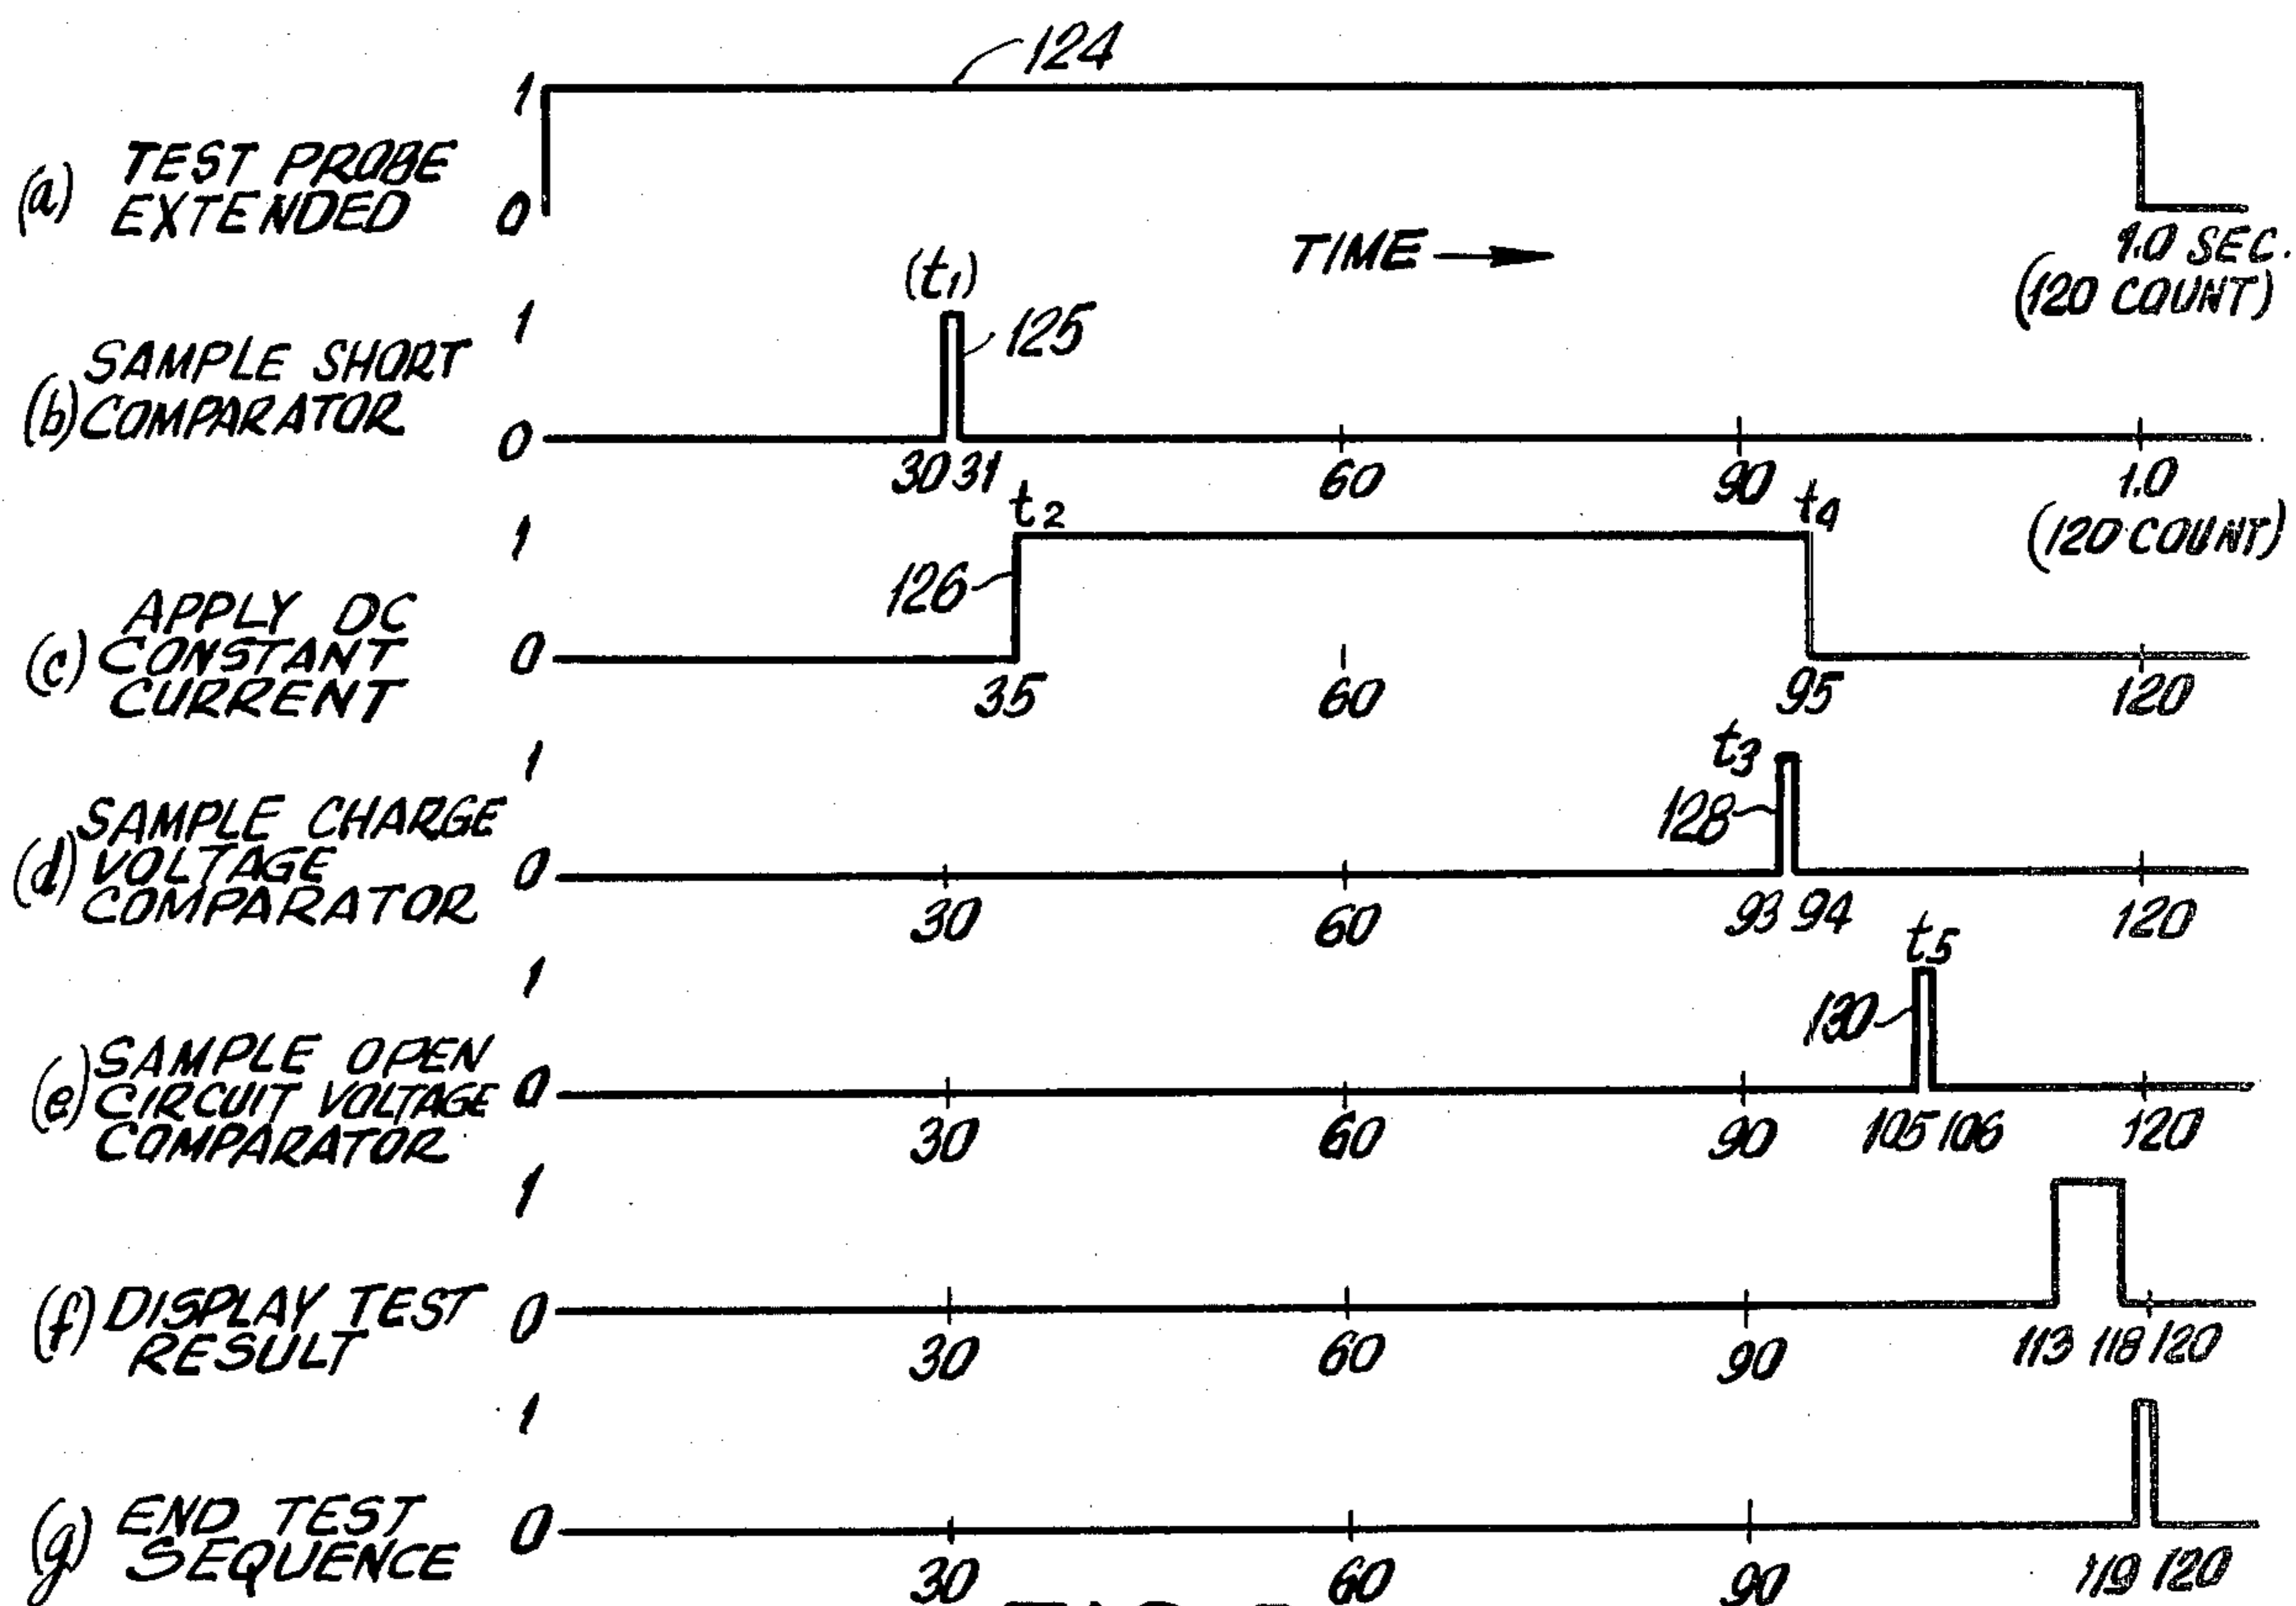 124
1
(a) TEST PROBE
EXTENDED
0
TIME
1.0 SEC.
(120 COUNT)
(t1)
1
125
(b) SAMPLE SHORT
COMPARATOR
0
30 31
60
90
1.0
(120 COUNT)
t2
t4
1
126
(c) APPLY DC
CONSTANT
CURRENT
0
35
60
95
120
t3
1
128
(d) SAMPLE CHARGE
VOLTAGE
COMPARATOR
0
30
60
93 94
120
t5
1
130
(e) SAMPLE OPEN
CIRCUIT VOLTAGE
COMPARATOR
0
30
60
90
105 106
120
1
(f) DISPLAY TEST
RESULT
0
30
60
90
113 118 120
1
(g) END TEST
SEQUENCE
0
30
60
90
119 120